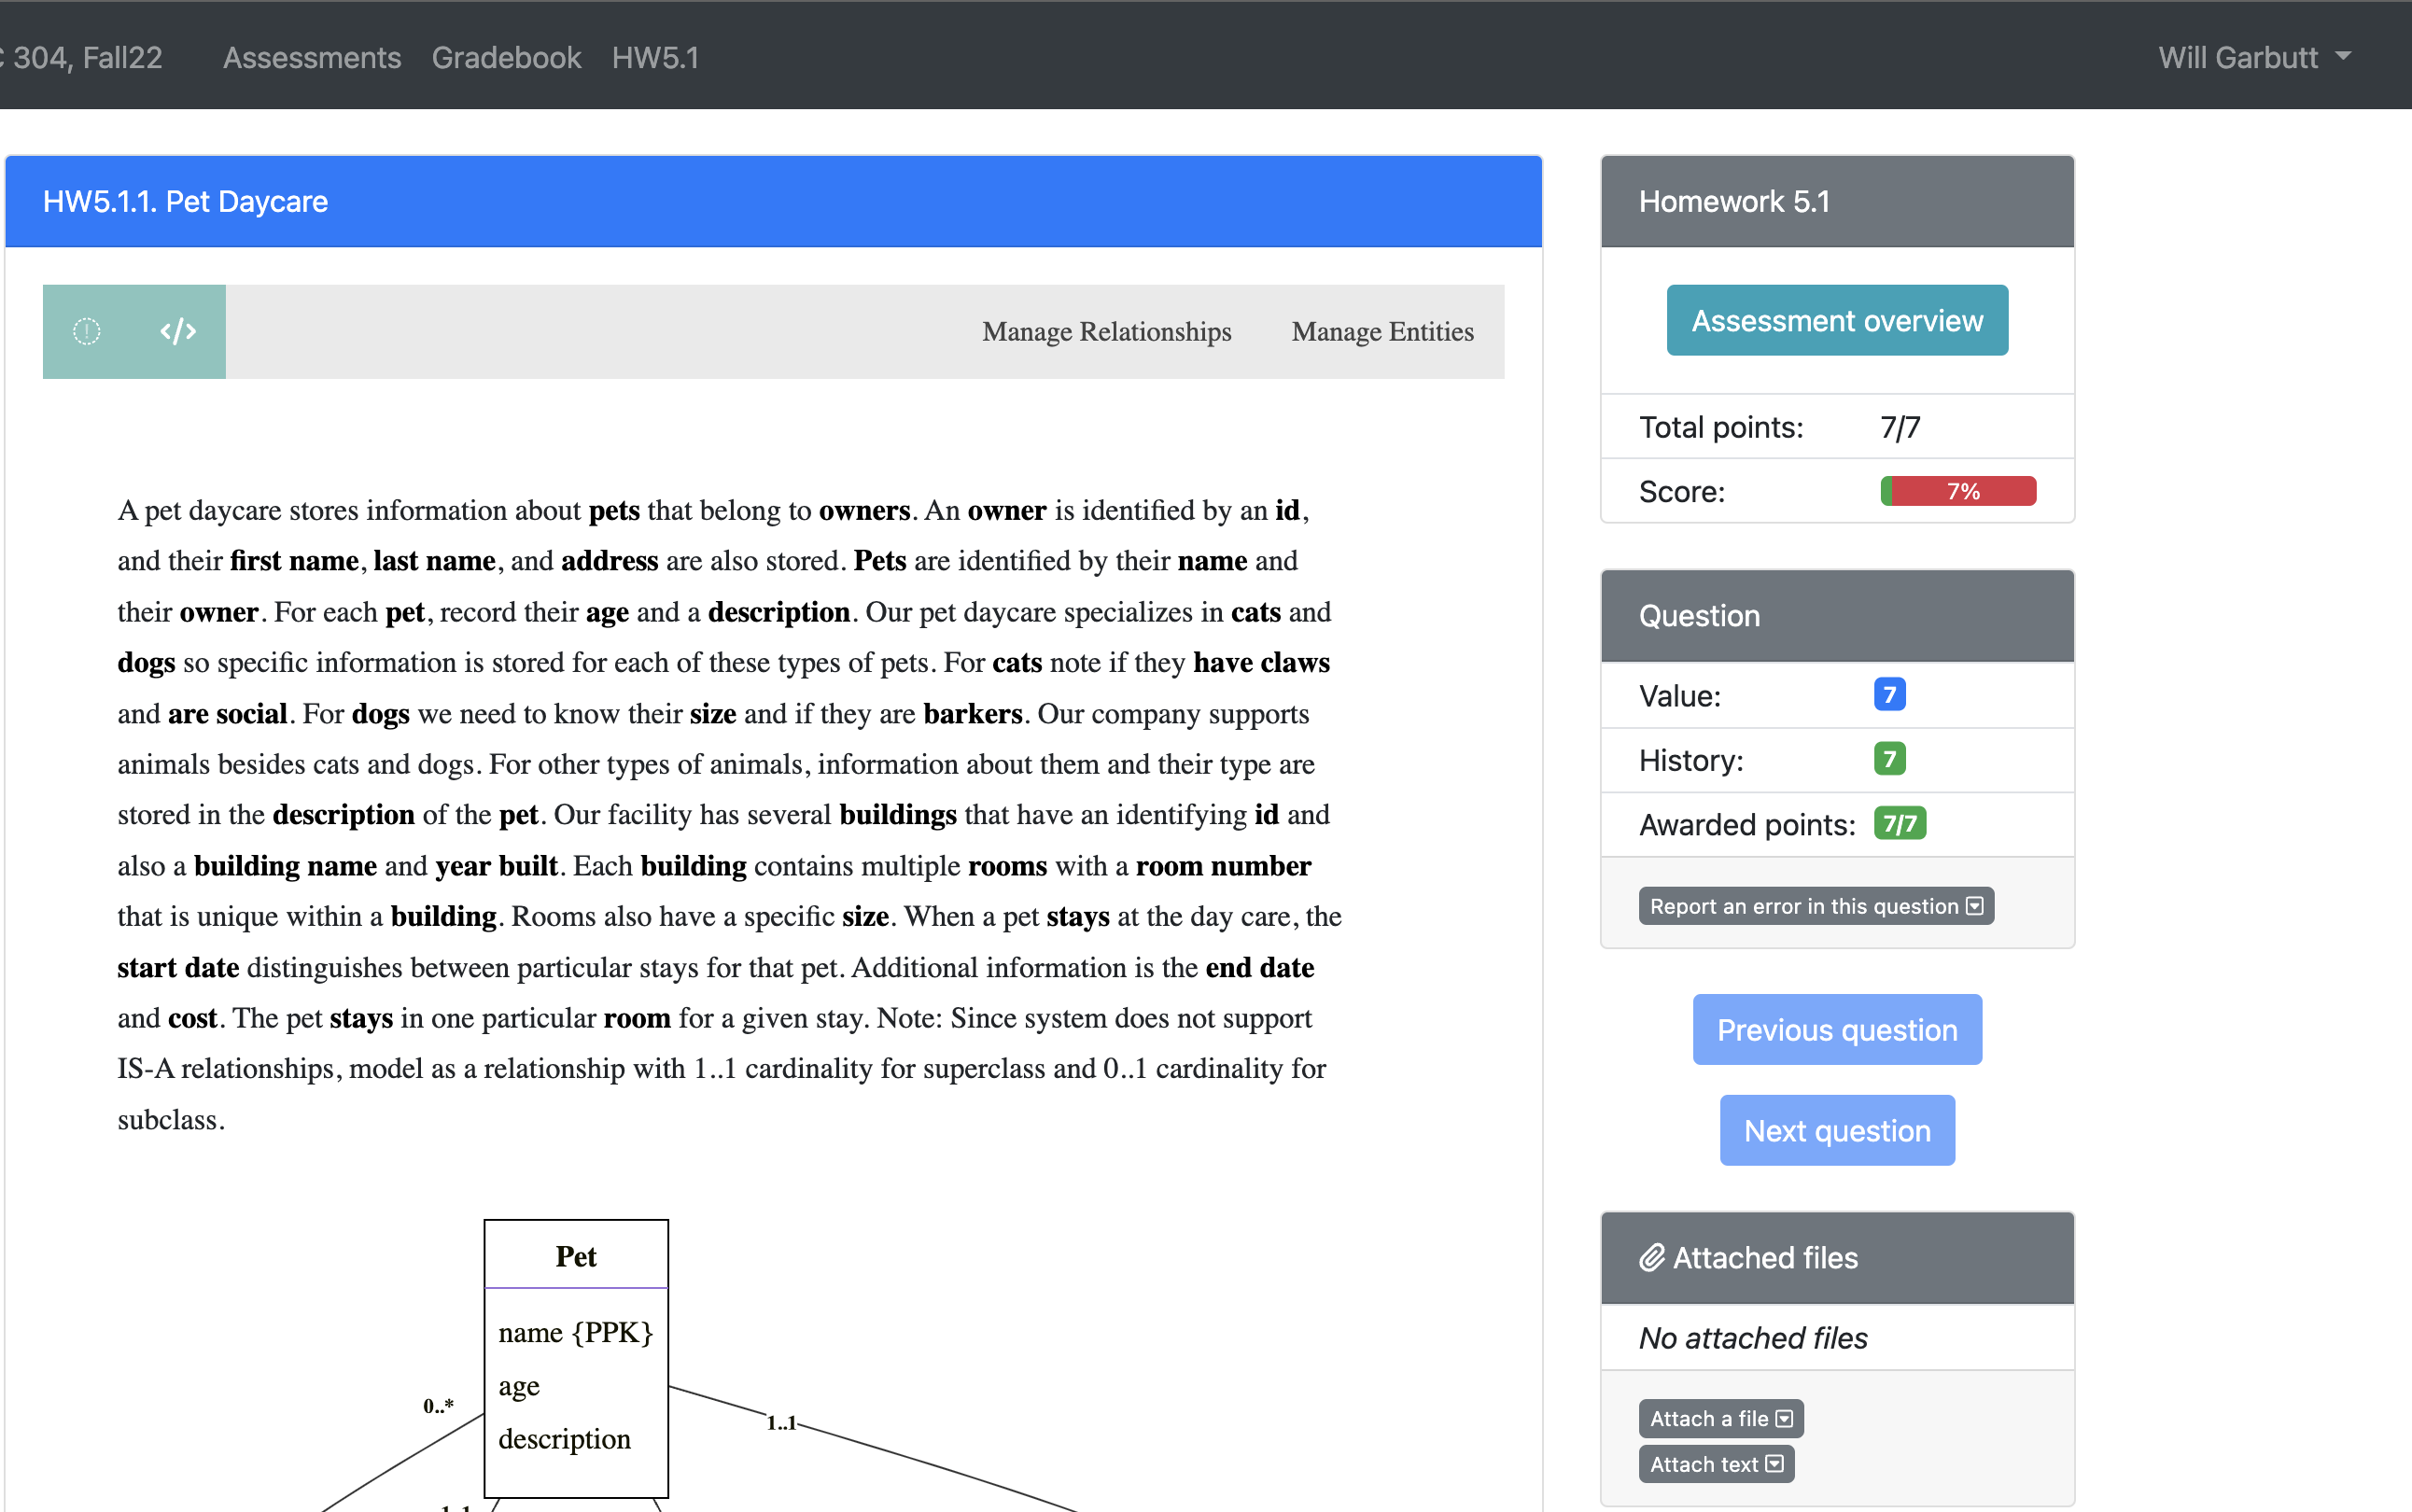 304, Fall22 Assessments Gradebook HW5.1 Will Garbutt
HW5.1.1. Pet Daycare
! </> Manage Relationships Manage Entities
A pet daycare stores information about pets that belong to owners. An owner is identified by an id,
and their first name, last name, and address are also stored. Pets are identified by their name and
their owner. For each pet, record their age and a description. Our pet daycare specializes in cats and
dogs so specific information is stored for each of these types of pets. For cats note if they have claws
and are social. For dogs we need to know their size and if they are barkers. Our company supports
animals besides cats and dogs. For other types of animals, information about them and their type are
stored in the description of the pet. Our facility has several buildings that have an identifying id and
also a building name and year built. Each building contains multiple rooms with a room number
that is unique within a building. Rooms also have a specific size. When a pet stays at the day care, the
start date distinguishes between particular stays for that pet. Additional information is the end date
and cost. The pet stays in one particular room for a given stay. Note: Since system does not support
IS-A relationships, model as a relationship with 1..1 cardinality for superclass and 0..1 cardinality for
subclass.
Pet
name {PPK}
age
description
0..*
1..1
Homework 5.1
Assessment overview
Total points: 7/7
Score: 7%
Question
Value: 7
History: 7
Awarded points: 7/7
Report an error in this question
Previous question
Next question
Attached files
No attached files
Attach a file
Attach text